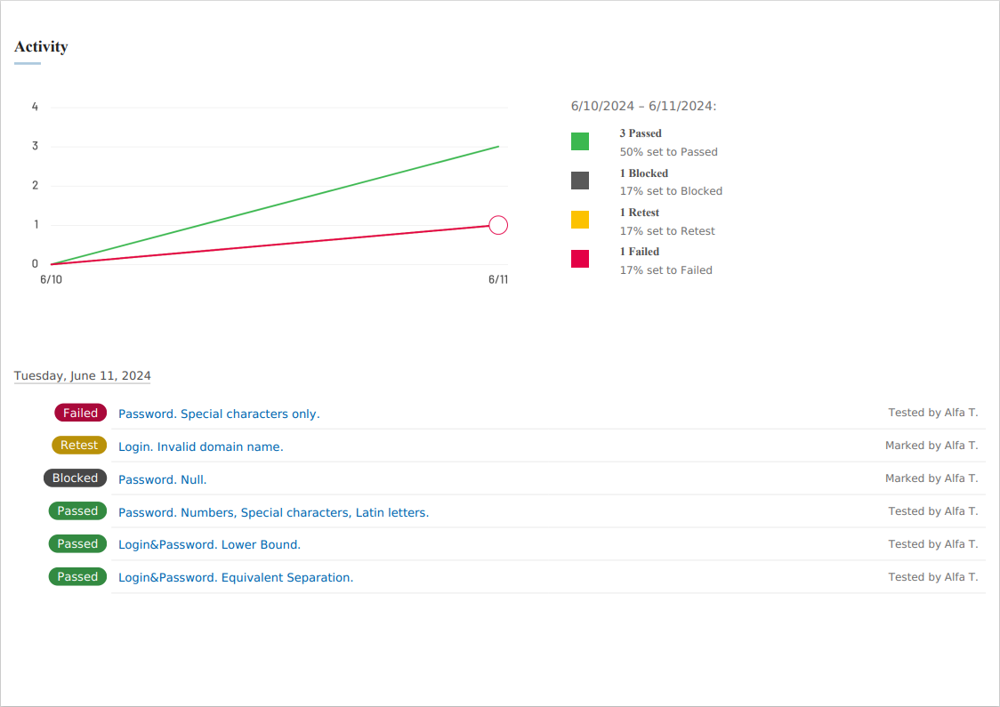 Activity
4
3
2
1
0
6/10 6/11
6/10/2024 – 6/11/2024:
3 Passed
50% set to Passed
1 Blocked
17% set to Blocked
1 Retest
17% set to Retest
1 Failed
17% set to Failed
Tuesday, June 11, 2024
Failed Password. Special characters only. Tested by Alfa T.
Retest Login. Invalid domain name. Marked by Alfa T.
Blocked Password. Null. Marked by Alfa T.
Passed Password. Numbers, Special characters, Latin letters. Tested by Alfa T.
Passed Login&Password. Lower Bound. Tested by Alfa T.
Passed Login&Password. Equivalent Separation. Tested by Alfa T.